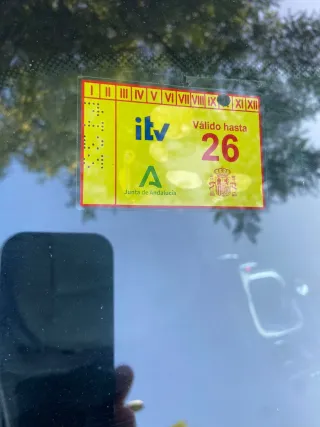 I II III IV V VI VII VIII IX XI XII
itv
Válido hasta
26
Junta de Andalucía